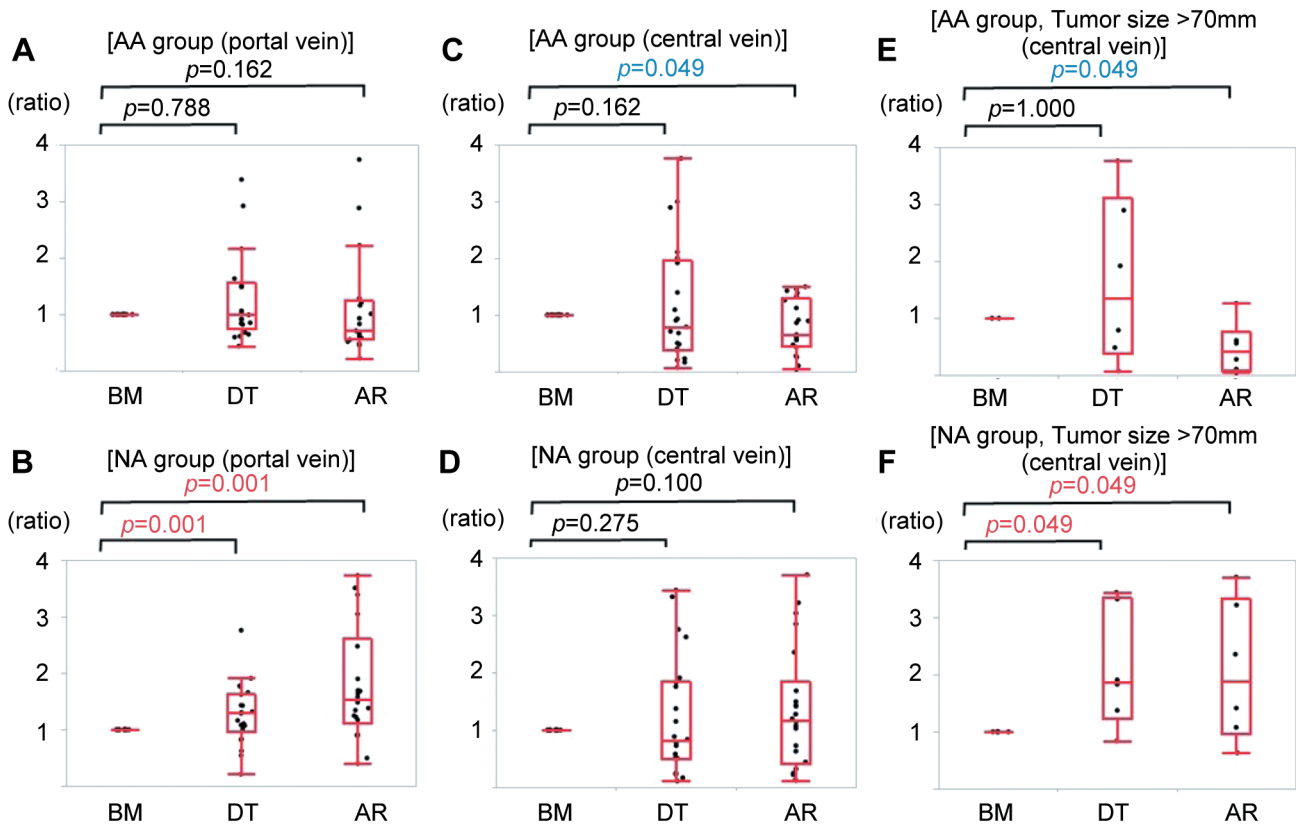 A
[AA group (portal vein)]
p=0.162
(ratio)
p=0.788
4
3
2
1
BM
DT
AR
C
[AA group (central vein)]
p=0.049
(ratio)
p=0.162
4
3
2
1
BM
DT
AR
E
[AA group, Tumor size >70mm
(central vein)]
p=0.049
(ratio)
p=1.000
4
3
2
1
BM
DT
AR
B
[NA group (portal vein)]
p=0.001
(ratio)
p=0.001
4
3
2
1
BM
DT
AR
D
[NA group (central vein)]
p=0.100
(ratio)
p=0.275
4
3
2
1
BM
DT
AR
F
[NA group, Tumor size >70mm
(central vein)]
p=0.049
(ratio)
p=0.049
4
3
2
1
BM
DT
AR